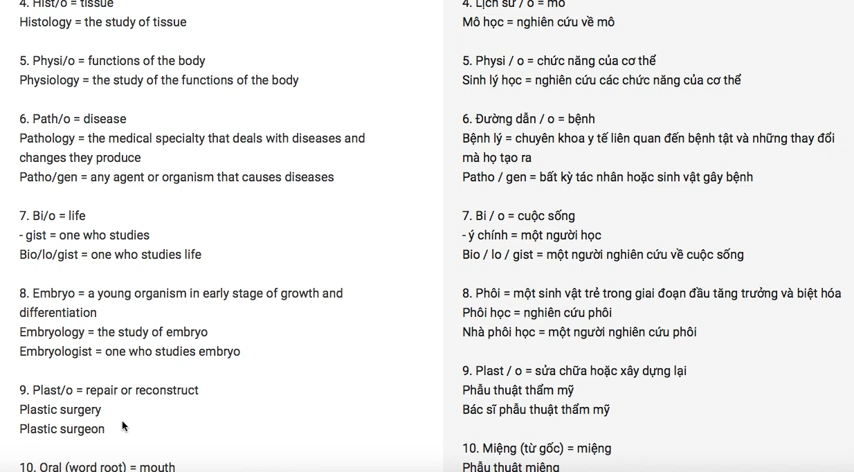 4. Hist/o = tissue
Histology = the study of tissue
5. Physi/o = functions of the body
Physiology = the study of the functions of the body
6. Path/o = disease
Pathology = the medical specialty that deals with diseases and
changes they produce
Patho/gen = any agent or organism that causes diseases
7. Bi/o = life
- gist = one who studies
Bio/lo/gist = one who studies life
8. Embryo = a young organism in early stage of growth and
differentiation
Embryology = the study of embryo
Embryologist = one who studies embryo
9. Plast/o = repair or reconstruct
Plastic surgery
Plastic surgeon
10. Oral (word root) = mouth
4. Lịch sử / o = mô
Mô học = nghiên cứu về mô
5. Physi / o = chức năng của cơ thể
Sinh lý học = nghiên cứu các chức năng của cơ thể
6. Đường dẫn / o = bệnh
Bệnh lý = chuyên khoa y tế liên quan đến bệnh tật và những thay đổi
mà họ tạo ra
Patho / gen = bất kỳ tác nhân hoặc sinh vật gây bệnh
7. Bi / o = cuộc sống
- ý chính = một người học
Bio / lo / gist = một người nghiên cứu về cuộc sống
8. Phôi = một sinh vật trẻ trong giai đoạn đầu tăng trưởng và biệt hóa
Phôi học = nghiên cứu phôi
Nhà phôi học = một người nghiên cứu phôi
9. Plast / o = sửa chữa hoặc xây dựng lại
Phẫu thuật thẩm mỹ
Bác sĩ phẫu thuật thẩm mỹ
10. Miệng (từ gốc) = miệng
Phẫu thuật miệng